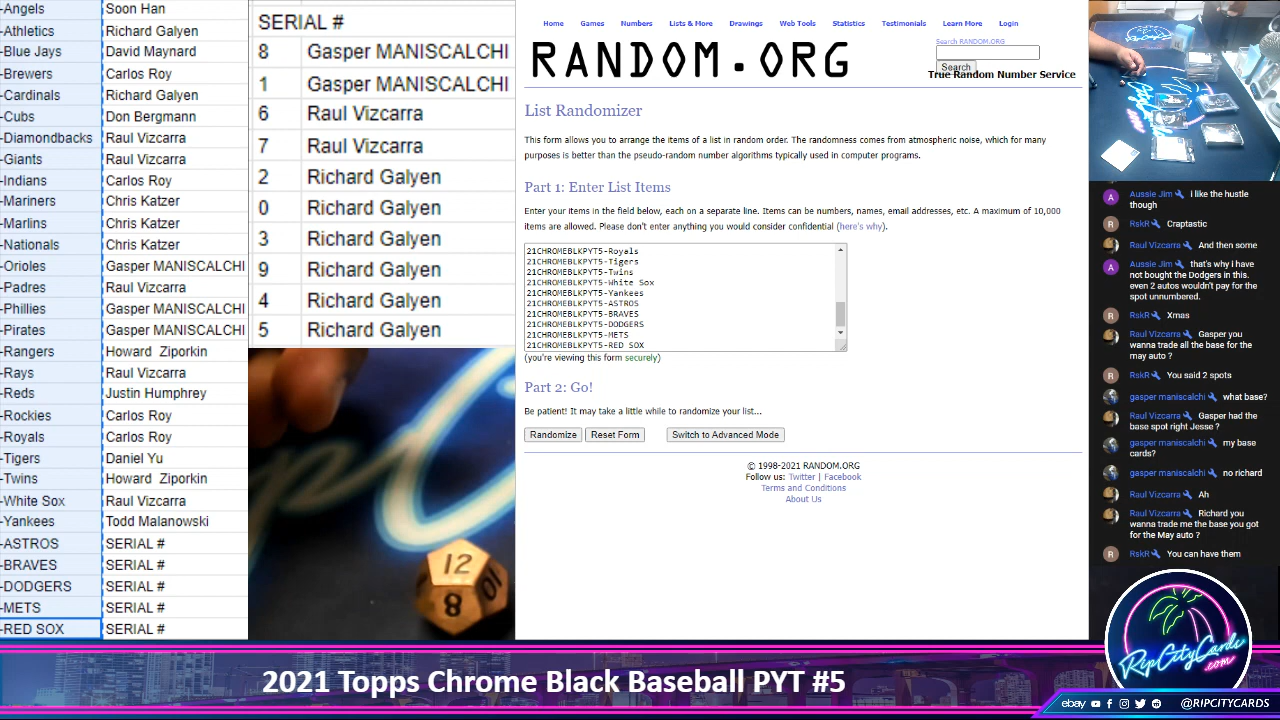 -Angels Soon Han
-Athletics Richard Galyen
-Blue Jays David Maynard
-Brewers Carlos Roy
-Cardinals Richard Galyen
-Cubs Don Bergmann
-Diamondbacks Raul Vizcarra
-Giants Raul Vizcarra
-Indians Carlos Roy
-Mariners Chris Katzer
-Marlins Chris Katzer
-Nationals Chris Katzer
-Orioles Gasper MANISCALCHI
-Padres Raul Vizcarra
-Phillies Gasper MANISCALCHI
-Pirates Gasper MANISCALCHI
-Rangers Howard Ziporkin
-Rays Raul Vizcarra
-Reds Justin Humphrey
-Rockies Carlos Roy
-Royals Carlos Roy
-Tigers Daniel Yu
-Twins Howard Ziporkin
-White Sox Raul Vizcarra
-Yankees Todd Malanowski
-ASTROS SERIAL #
-BRAVES SERIAL #
-DODGERS SERIAL #
-METS SERIAL #
-RED SOX SERIAL #
SERIAL #
8 Gasper MANISCALCHI
1 Gasper MANISCALCHI
6 Raul Vizcarra
7 Raul Vizcarra
2 Richard Galyen
0 Richard Galyen
3 Richard Galyen
9 Richard Galyen
4 Richard Galyen
5 Richard Galyen
12
8
10
Home Games Numbers Lists & More Drawings Web Tools Statistics Testimonials Learn More Login
RANDOM.ORG
Search RANDOM.ORG
Search
True Random Number Service
List Randomizer
This form allows you to arrange the items of a list in random order. The randomness comes from atmospheric noise, which for many
purposes is better than the pseudo-random number algorithms typically used in computer programs.
Part 1: Enter List Items
Enter your items in the field below, each on a separate line. Items can be numbers, names, email addresses, etc. A maximum of 10,000
items are allowed. Please don't enter anything you would consider confidential (here's why).
21CHROMEBLKPYT5-Royals
21CHROMEBLKPYT5-Tigers
21CHROMEBLKPYT5-Twins
21CHROMEBLKPYT5-White Sox
21CHROMEBLKPYT5-Yankees
21CHROMEBLKPYT5-ASTROS
21CHROMEBLKPYT5-BRAVES
21CHROMEBLKPYT5-DODGERS
21CHROMEBLKPYT5-METS
21CHROMEBLKPYT5-RED SOX
(you're viewing this form securely)
Part 2: Go!
Be patient! It may take a little while to randomize your list...
Randomize Reset Form Switch to Advanced Mode
© 1998-2021 RANDOM.ORG
Follow us: Twitter | Facebook
Terms and Conditions
About Us
A Aussie Jim i like the hustle
though
R RskR Craptastic
Raul Vizcarra And then some
A Aussie Jim that's why i have
not bought the Dodgers in this.
even 2 autos wouldn't pay for the
spot unnumbered.
R RskR Xmas
Raul Vizcarra Gasper you
wanna trade all the base for the
may auto ?
R RskR You said 2 spots
gasper maniscalchi what base?
Raul Vizcarra Gasper had the
base spot right Jesse ?
gasper maniscalchi my base
cards?
gasper maniscalchi no richard
Raul Vizcarra Ah
Raul Vizcarra Richard you
wanna trade me the base you got
for the May auto ?
R RskR You can have them
RipCityCards
.com
2021 Topps Chrome Black Baseball PYT #5
ebay @RIPCITYCARDS